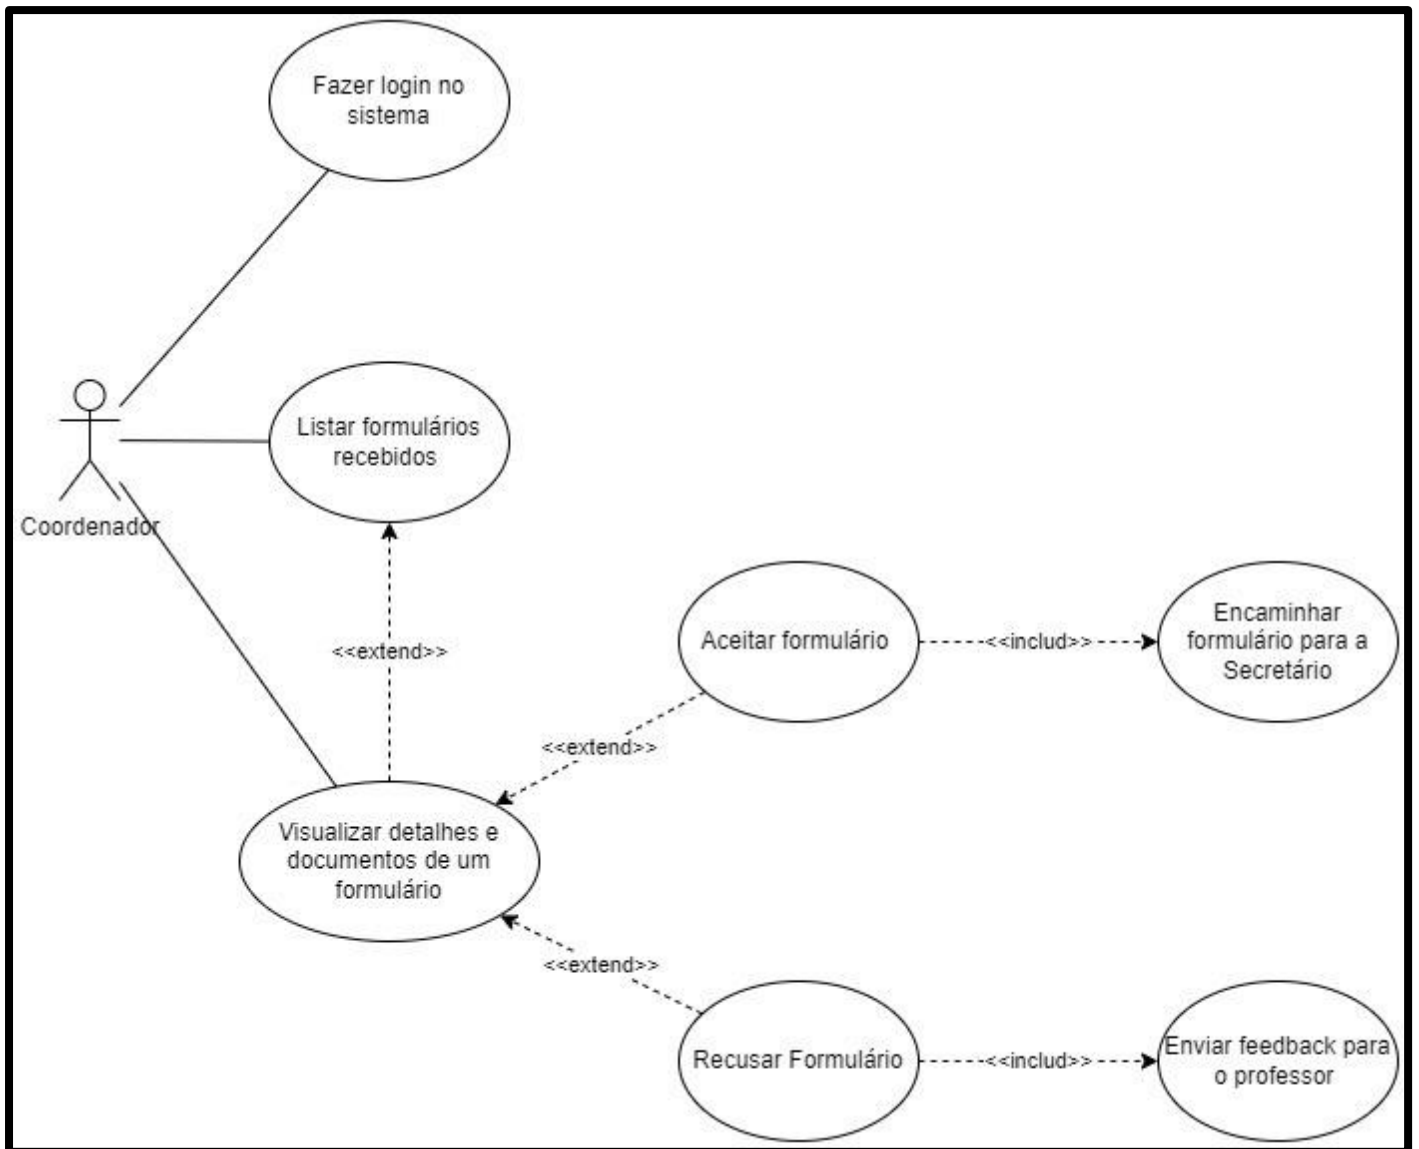 Fazer login no
sistema
Listar formulários
recebidos
Coordenador
<<extend>>
Aceitar formulário
<<includ>>
Encaminhar
formulário para a
Secretário
<<extend>>
Visualizar detalhes e
documentos de um
formulário
<<extend>>
Recusar Formulário
<<includ>>
Enviar feedback para
o professor